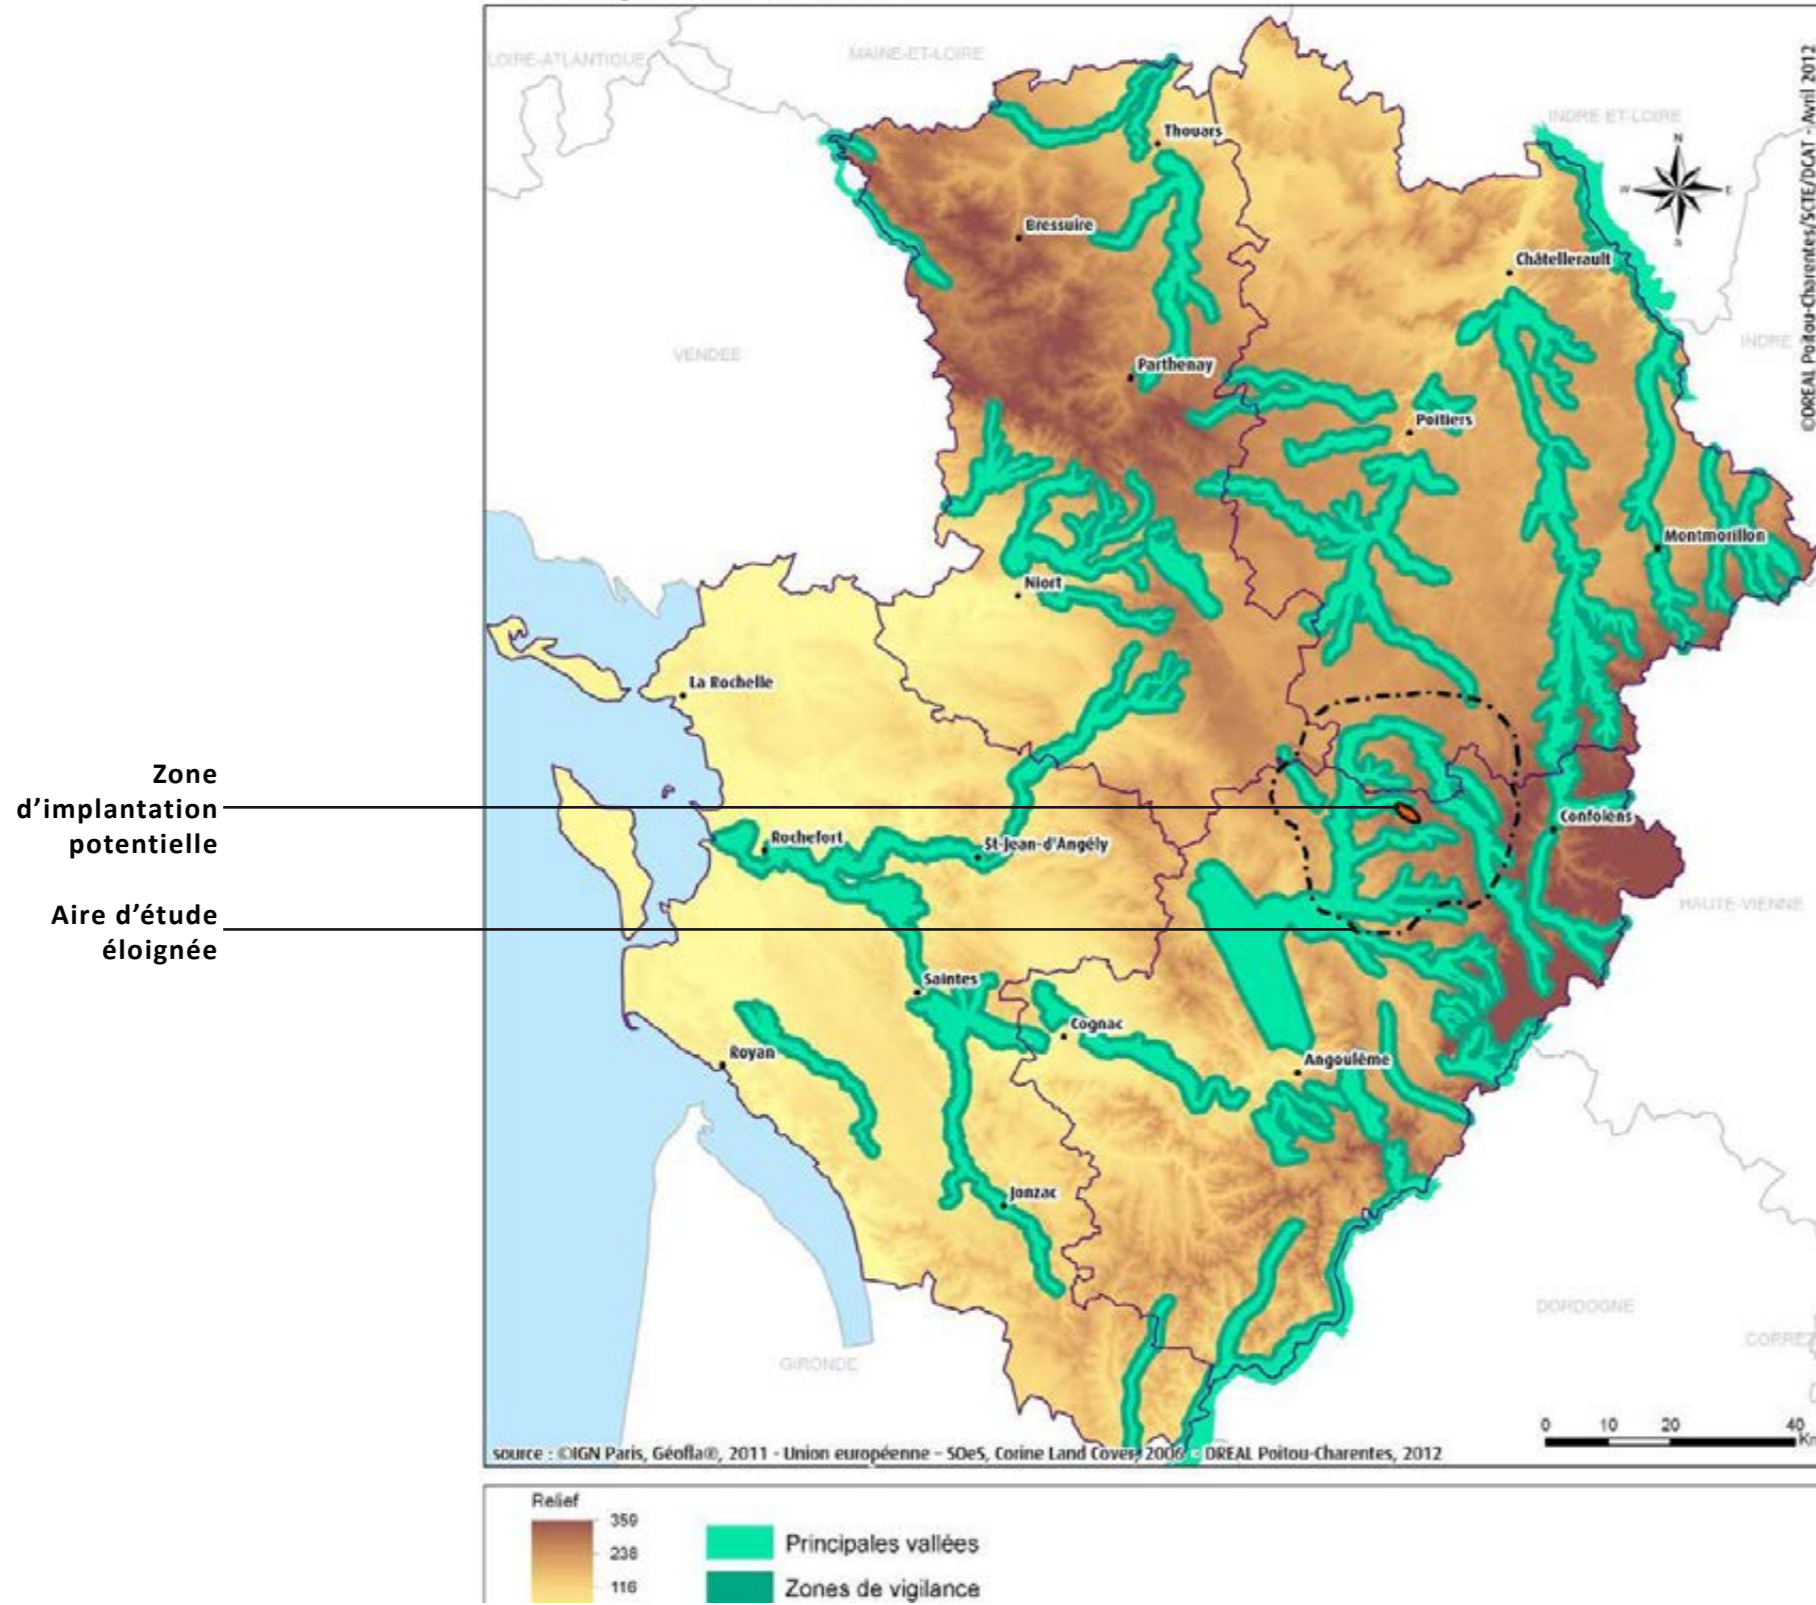 LOIRE-ATLANTIQUE
MAINE-ET-LOIRE
INDRE-ET-LOIRE
N
W
E
S
©DREAL Poitou-Charentes/SCTE/DCAT - Avril 2012
Thouars
Bressuire
Châtellerault
VENDEE
INDRE
Parthenay
Poitiers
Montmorillon
Niort
La Rochelle
Zone
d'implantation
potentielle
Confolens
Rochefort
St-Jean-d'Angély
Aire d'étude
éloignée
HAUTE-VIENNE
Saintes
Cognac
Royan
Angoulême
Jonzac
DORDOGNE
CORREZ
GIRONDE
0 10 20 40
Km
source : ©IGN Paris, Géofla®, 2011 - Union européenne – SOeS, Corine Land Cover, 2006 - DREAL Poitou-Charentes, 2012
Relief
359
238
116
Principales vallées
Zones de vigilance